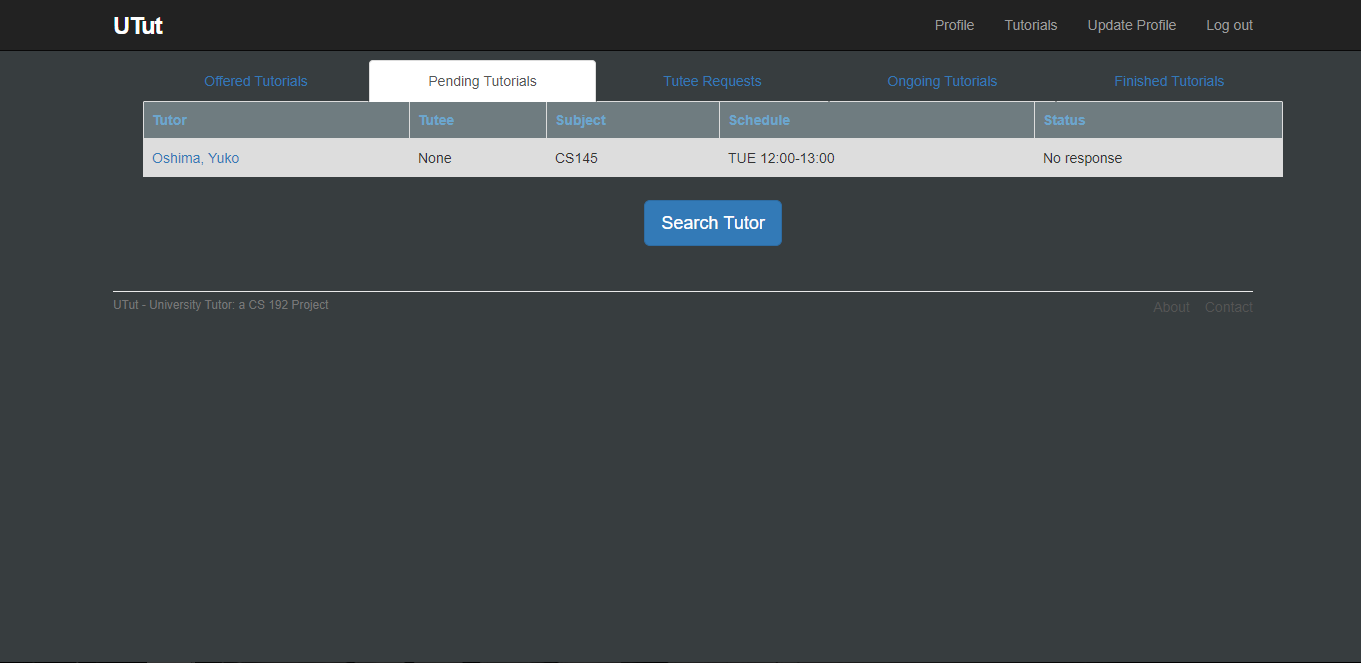 UTut Profile Tutorials Update Profile Log out
Offered Tutorials Pending Tutorials Tutee Requests Ongoing Tutorials Finished Tutorials
Tutor Tutee Subject Schedule Status
Oshima, Yuko None CS145 TUE 12:00-13:00 No response
Search Tutor
UTut - University Tutor: a CS 192 Project About Contact